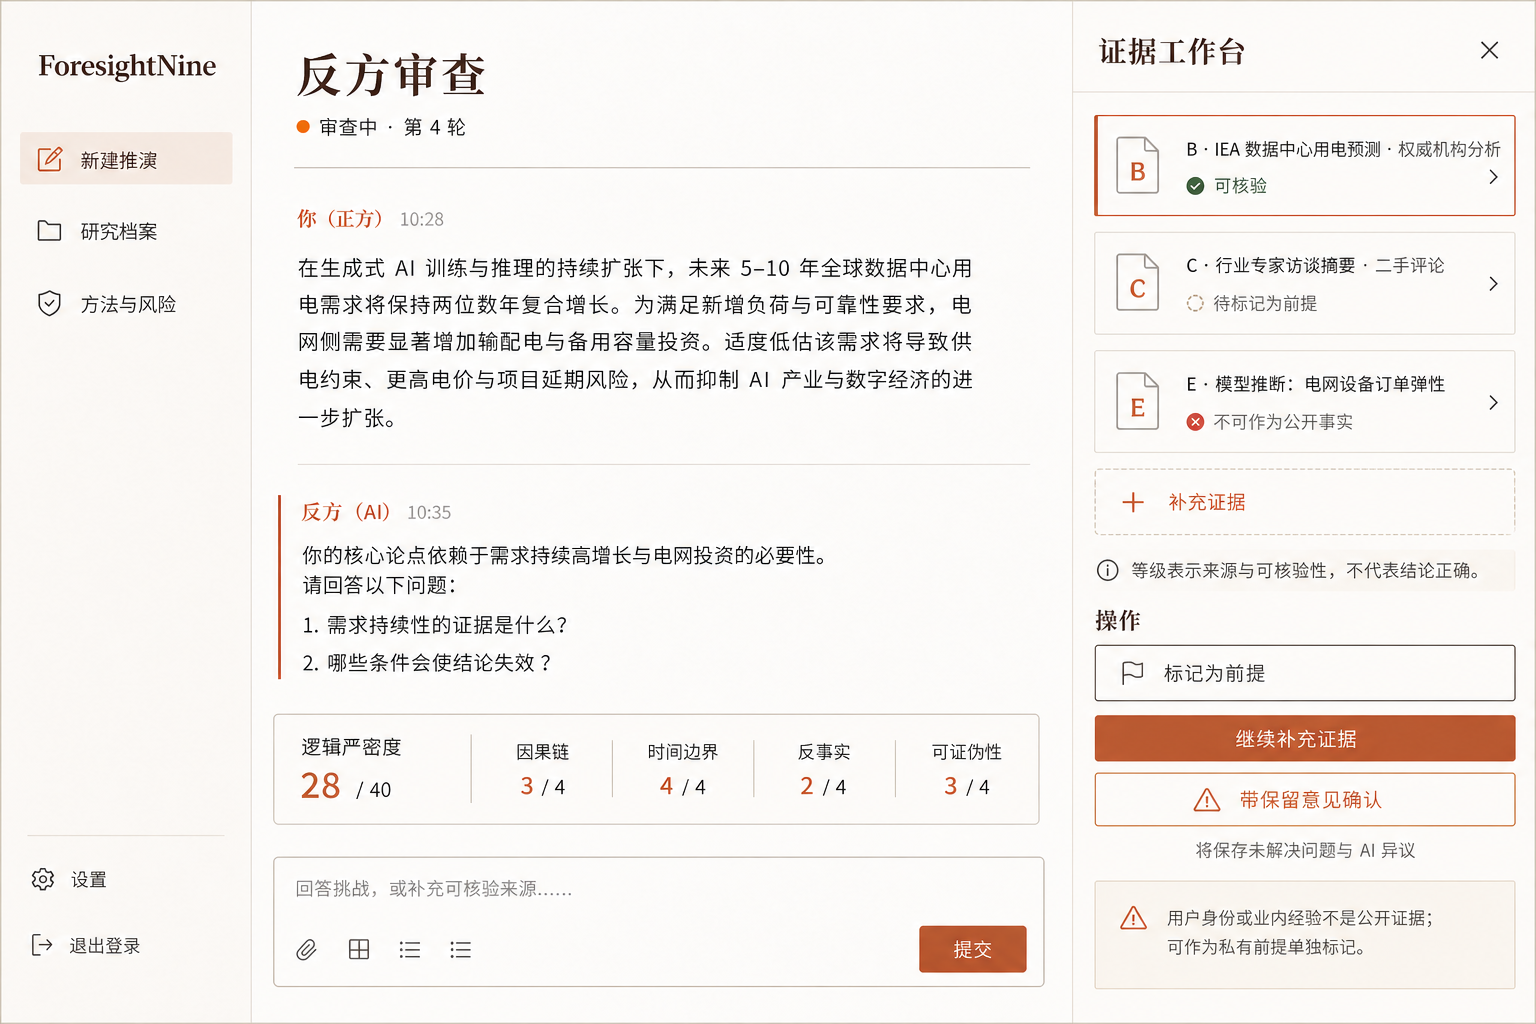 ForesightNine
新建推演
研究档案
方法与风险
设置
退出登录
反方审查
审查中 · 第 4 轮
你（正方） 10:28
在生成式 AI 训练与推理的持续扩张下，未来 5–10 年全球数据中心用
电需求将保持两位数年复合增长。为满足新增负荷与可靠性要求，电
网侧需要显著增加输配电与备用容量投资。适度低估该需求将导致供
电约束、更高电价与项目延期风险，从而抑制 AI 产业与数字经济的进
一步扩张。
反方（AI） 10:35
你的核心论点依赖于需求持续高增长与电网投资的必要性。
请回答以下问题：
1. 需求持续性的证据是什么？
2. 哪些条件会使结论失效？
逻辑严密度
28 / 40
因果链
3 / 4
时间边界
4 / 4
反事实
2 / 4
可证伪性
3 / 4
回答挑战，或补充可核验来源……
提交
证据工作台
B
B · IEA 数据中心用电预测 · 权威机构分析
可核验
C
C · 行业专家访谈摘要 · 二手评论
待标记为前提
E
E · 模型推断：电网设备订单弹性
不可作为公开事实
补充证据
等级表示来源与可核验性，不代表结论正确。
操作
标记为前提
继续补充证据
带保留意见确认
将保存未解决问题与 AI 异议
用户身份或业内经验不是公开证据；
可作为私有前提单独标记。